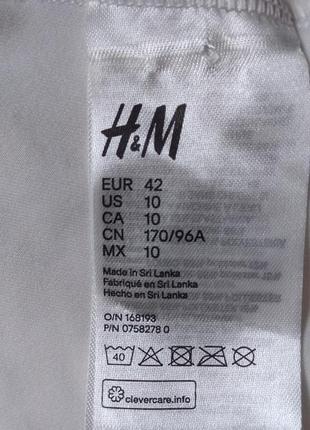 H&M
EUR 42
US 10
CA 10
CN 170/96A
MX 10
Made in Sri Lanka
Fabriqué en Sri Lanka
Hecho en Sri Lanka
O/N 168193
P/N 0758278 0
40
clevercare.info